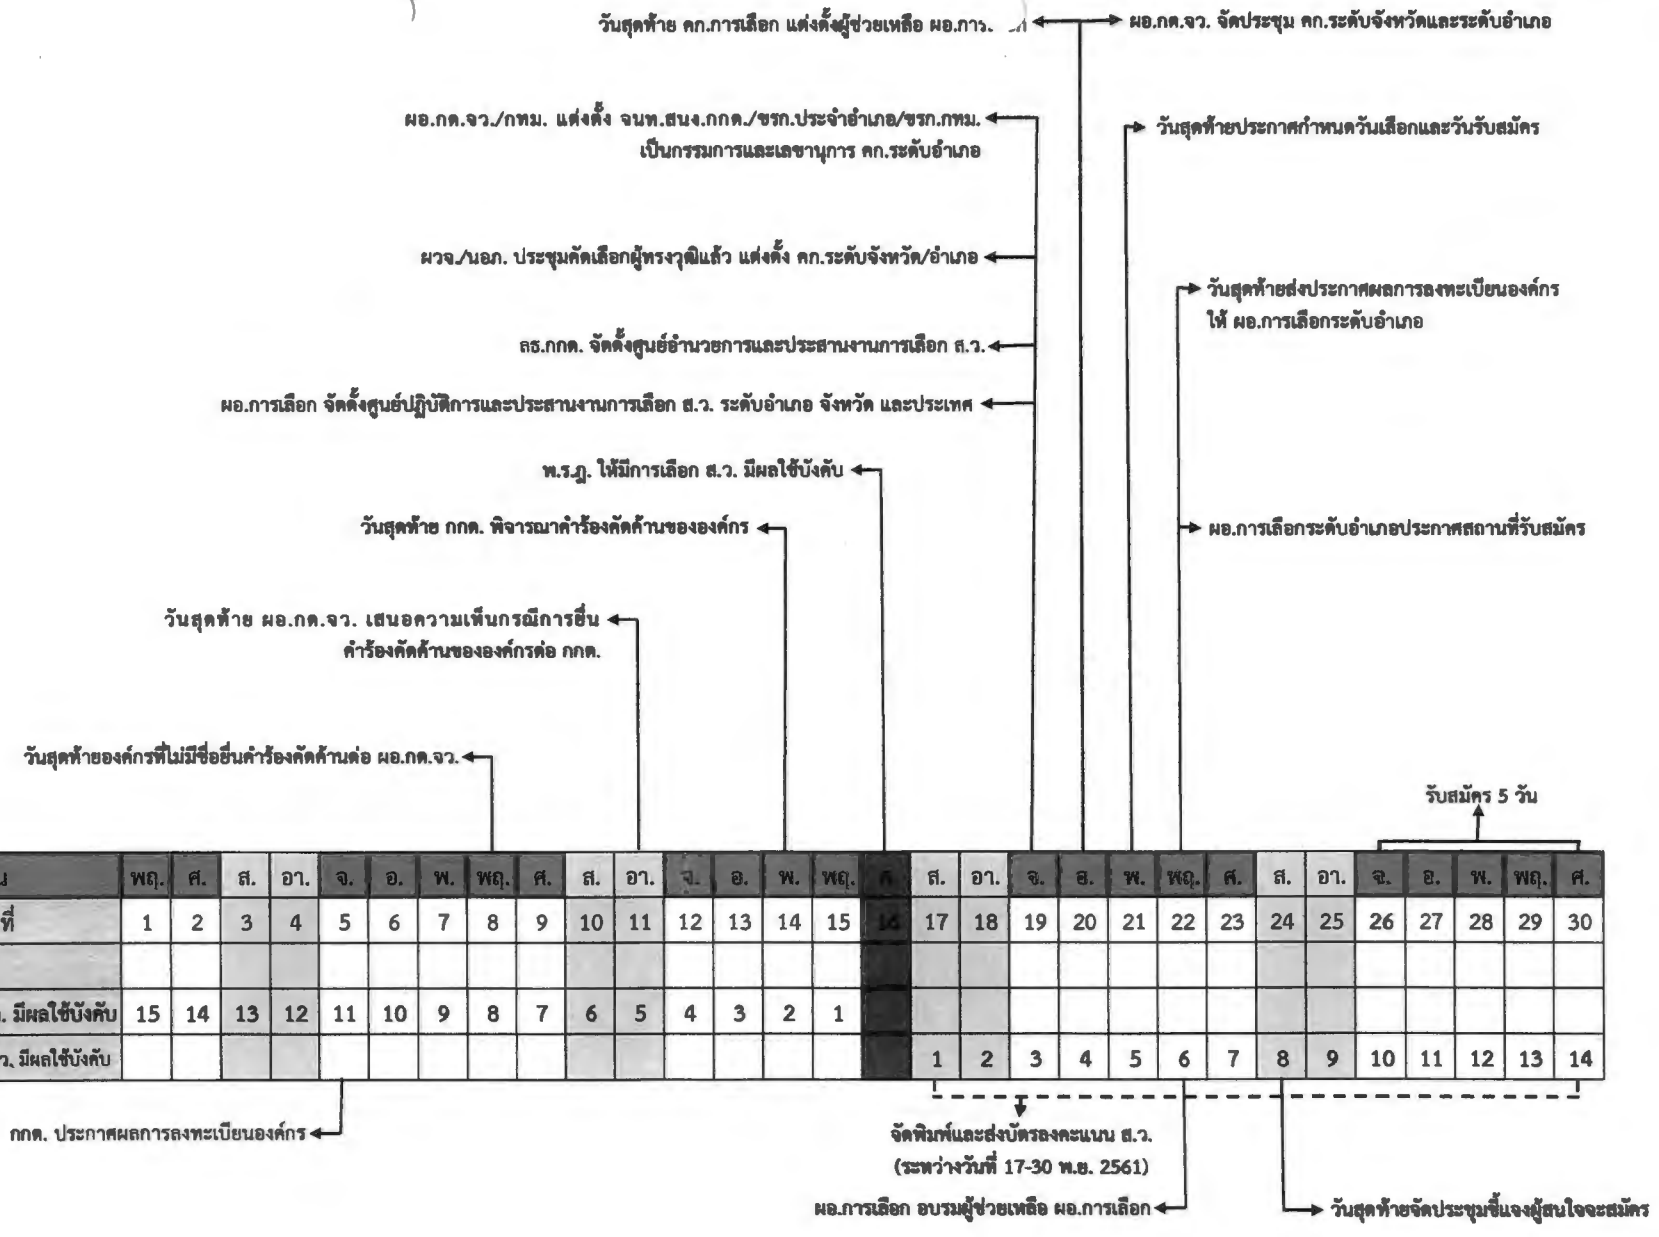 วันสุดท้าย คก.การเลือก แต่งตั้งผู้ช่วยเหลือ ผอ.การ.
ผอ.กต.จว. จัดประชุม คก.ระดับจังหวัดและระดับอำเภอ
ผอ.กต.จว./กทม. แต่งตั้ง จนท.สนง.กกต./ขรก.ประจำอำเภอ/ขรก.กทม.
เป็นกรรมการและเลขานุการ คก.ระดับอำเภอ
วันสุดท้ายประกาศกำหนดวันเลือกและวันรับสมัคร
ผวจ./นอภ. ประชุมคัดเลือกผู้ทรงวุฒิแล้ว แต่งตั้ง คก.ระดับจังหวัด/อำเภอ
วันสุดท้ายส่งประกาศผลการลงทะเบียนองค์กร
ให้ ผอ.การเลือกระดับอำเภอ
ลธ.กกต. จัดตั้งศูนย์อำนวยการและประสานงานการเลือก ส.ว.
ผอ.การเลือก จัดตั้งศูนย์ปฏิบัติการและประสานงานการเลือก ส.ว. ระดับอำเภอ จังหวัด และประเทศ
พ.ร.ฎ. ให้มีการเลือก ส.ว. มีผลใช้บังคับ
วันสุดท้าย กกต. พิจารณาคำร้องคัดค้านขององค์กร
ผอ.การเลือกระดับอำเภอประกาศสถานที่รับสมัคร
วันสุดท้าย ผอ.กต.จว. เสนอความเห็นกรณีการยื่น
คำร้องคัดค้านขององค์กรต่อ กกต.
วันสุดท้ายองค์กรที่ไม่มีชื่อยื่นคำร้องคัดค้านต่อ ผอ.กต.จว.
รับสมัคร 5 วัน
น พฤ. ศ. ส. อา. จ. อ. พ. พฤ. ศ. ส. อา. จ. อ. พ. พฤ. ศ. ส. อา. จ. อ. พ. พฤ. ศ. ส. อา. จ. อ. พ. พฤ. ศ.
ที่ 1 2 3 4 5 6 7 8 9 10 11 12 13 14 15 16 17 18 19 20 21 22 23 24 25 26 27 28 29 30
. มีผลใช้บังคับ 15 14 13 12 11 10 9 8 7 6 5 4 3 2 1
ว. มีผลใช้บังคับ 1 2 3 4 5 6 7 8 9 10 11 12 13 14
กกต. ประกาศผลการลงทะเบียนองค์กร
จัดพิมพ์และส่งบัตรลงคะแนน ส.ว.
(ระหว่างวันที่ 17-30 พ.ย. 2561)
ผอ.การเลือก อบรมผู้ช่วยเหลือ ผอ.การเลือก
วันสุดท้ายจัดประชุมชี้แจงผู้สนใจจะสมัคร